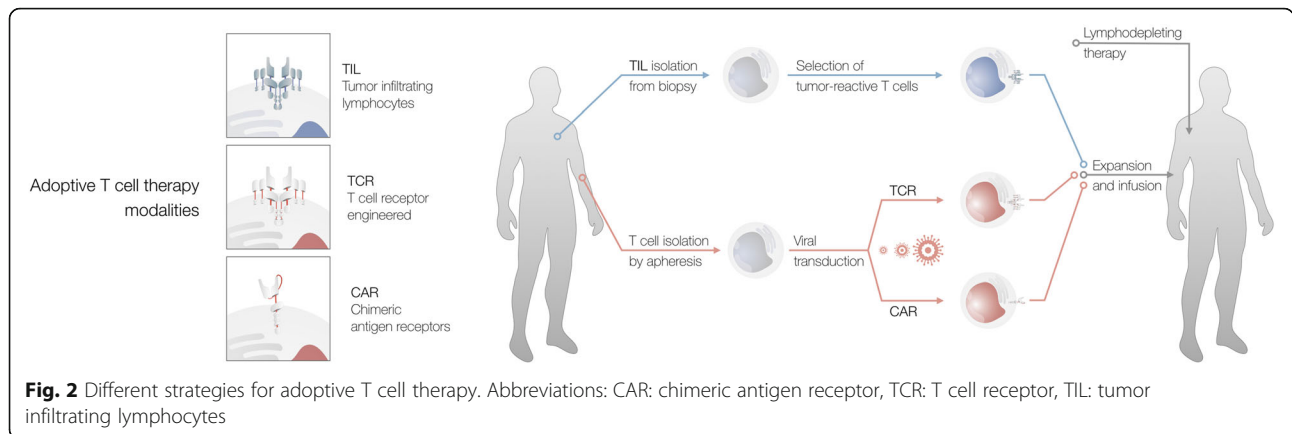 Adoptive T cell therapy
modalities
TIL
Tumor infiltrating
lymphocytes
TCR
T cell receptor
engineered
CAR
Chimeric
antigen receptors
TIL isolation
from biopsy
Selection of
tumor-reactive T cells
T cell isolation
by apheresis
Viral
transduction
TCR
CAR
Lymphodepleting
therapy
Expansion
and infusion
Fig. 2 Different strategies for adoptive T cell therapy. Abbreviations: CAR: chimeric antigen receptor, TCR: T cell receptor, TIL: tumor
infiltrating lymphocytes